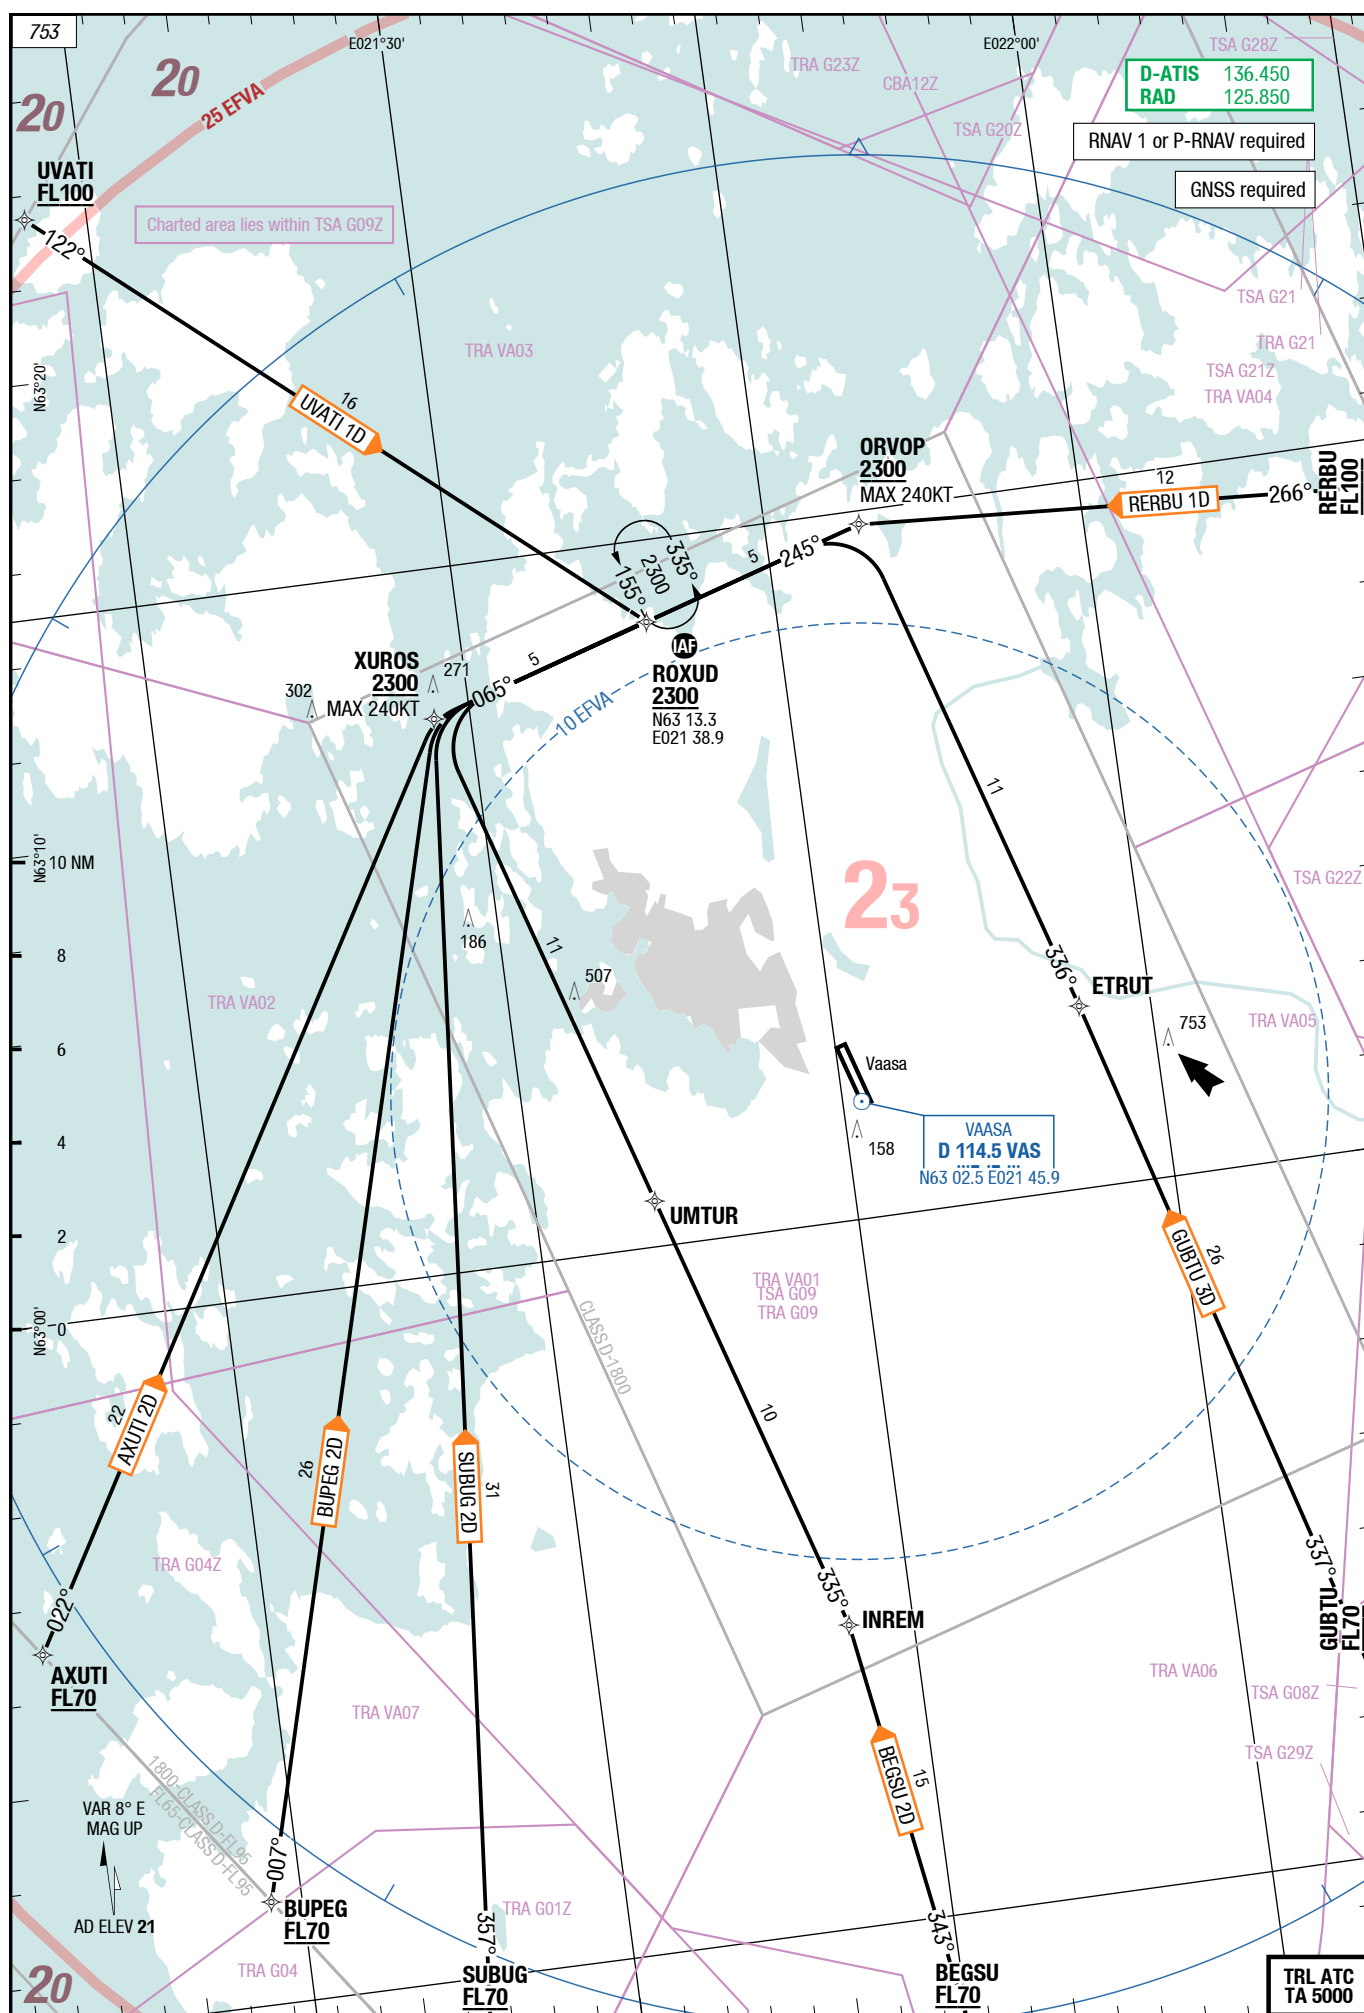 753
E021°30'
E022°00'
TRA G23Z
CBA12Z
TSA G20Z
TSA G28Z
D-ATIS 136.450
RAD 125.850
RNAV 1 or P-RNAV required
GNSS required
20
20
25 EFVA
UVATI
FL100
122°
Charted area lies within TSA G09Z
TSA G21
TRA G21
TSA G21Z
TRA VA04
TRA VA03
N63°20'
16
UVATI 1D
ORVOP
2300
MAX 240KT
12
RERBU 1D
266°
RERBU
FL100
335°
2300
155°
5
245°
IAF
ROXUD
2300
N63 13.3
E021 38.9
XUROS
2300
MAX 240KT
271
302
5
065°
10 EFVA
11
N63°10'
10 NM
8
6
4
2
0
23
TSA G22Z
186
11
507
TRA VA02
336°
ETRUT
753
TRA VA05
Vaasa
VAASA
D 114.5 VAS
N63 02.5 E021 45.9
158
UMTUR
26
GUBTU 3D
TRA VA01
TSA G09
TRA G09
CLASS D-1800
N63°00'
22
AXUTI 2D
26
BUPEG 2D
31
SUBUG 2D
10
TRA G04Z
022°
AXUTI
FL70
335°
INREM
337°
GUBTU
FL70
TRA VA06
TSA G08Z
TSA G29Z
TRA VA07
15
BEGSU 2D
1800-CLASS D-FL95
FL65-CLASS D-FL95
VAR 8° E
MAG UP
AD ELEV 21
007°
BUPEG
FL70
TRA G04
357°
SUBUG
FL70
TRA G01Z
343°
BEGSU
FL70
20
TRL ATC
TA 5000